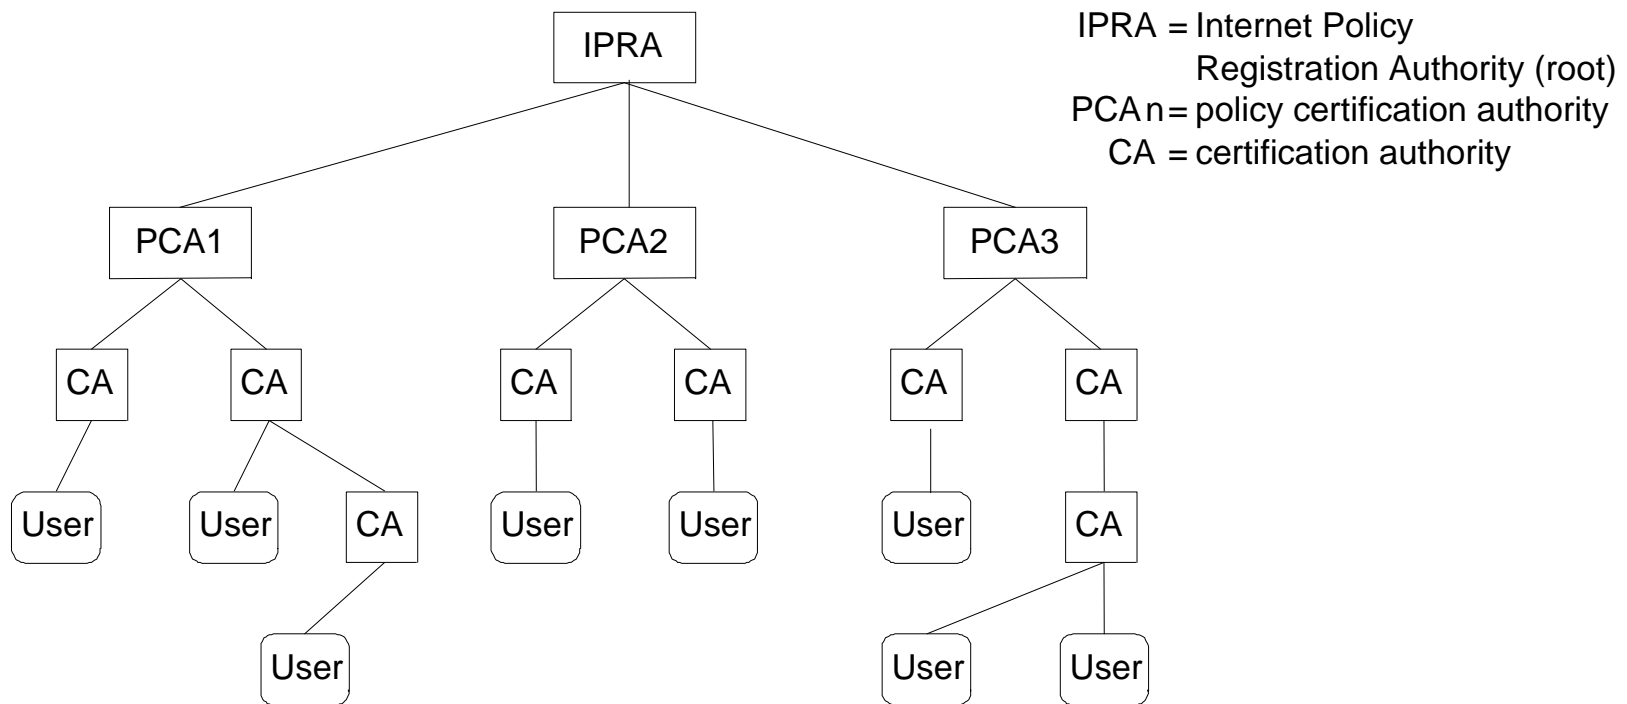 IPRA
IPRA = Internet Policy
Registration Authority (root)
PCAn = policy certification authority
CA = certification authority
PCA1 PCA2 PCA3
CA CA CA CA CA CA
User User CA User User User CA
User User User